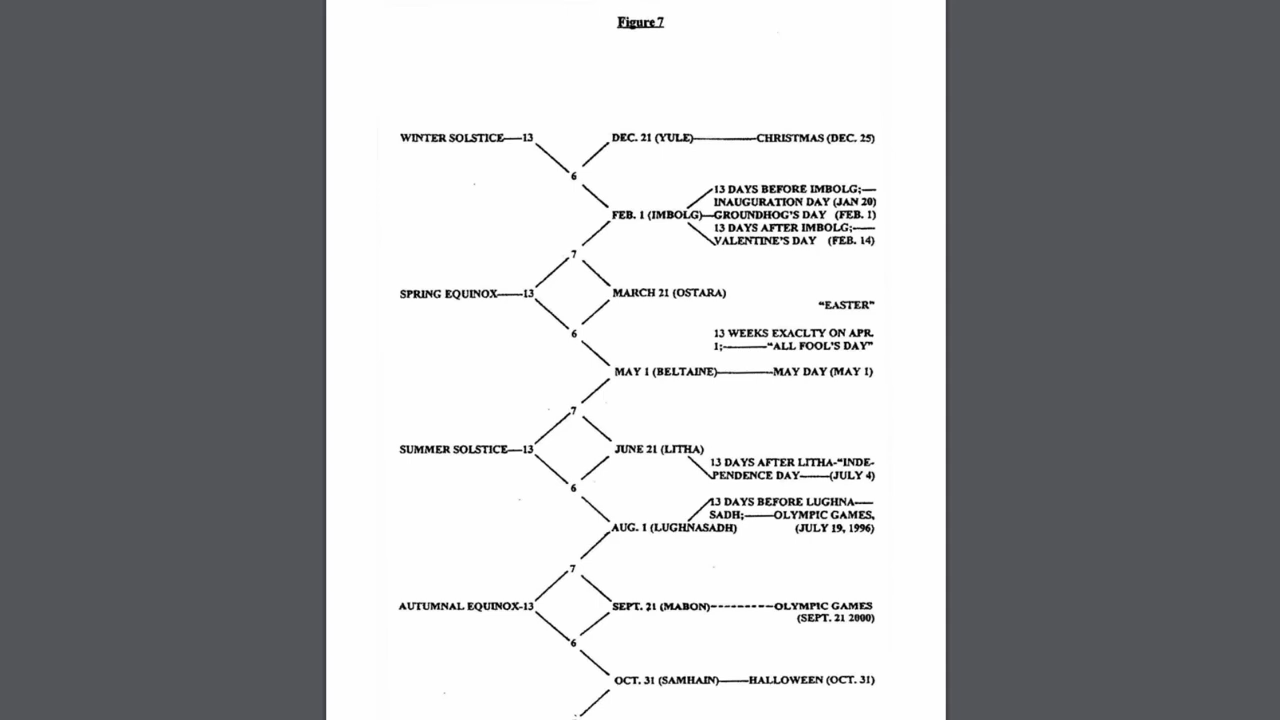 Figure 7
WINTER SOLSTICE—13 DEC. 21 (YULE)———CHRISTMAS (DEC. 25)
6
13 DAYS BEFORE IMBOLG;—
INAUGURATION DAY (JAN 20)
FEB. 1 (IMBOLG)—GROUNDHOG'S DAY (FEB. 1)
13 DAYS AFTER IMBOLG;——
VALENTINE'S DAY (FEB. 14)
7
SPRING EQUINOX——13 MARCH 21 (OSTARA)
"EASTER"
6 13 WEEKS EXACLTY ON APR.
1;———"ALL FOOL'S DAY"
MAY 1 (BELTAINE)———MAY DAY (MAY 1)
7
SUMMER SOLSTICE—13 JUNE 21 (LITHA)
13 DAYS AFTER LITHA-"INDE-
PENDENCE DAY——(JULY 4)
6
13 DAYS BEFORE LUGHNA—
SADH;——OLYMPIC GAMES,
AUG. 1 (LUGHNASADH) (JULY 19, 1996)
7
AUTUMNAL EQUINOX-13 SEPT. 21 (MABON)---------OLYMPIC GAMES
(SEPT. 21 2000)
6
OCT. 31 (SAMHAIN)——HALLOWEEN (OCT. 31)